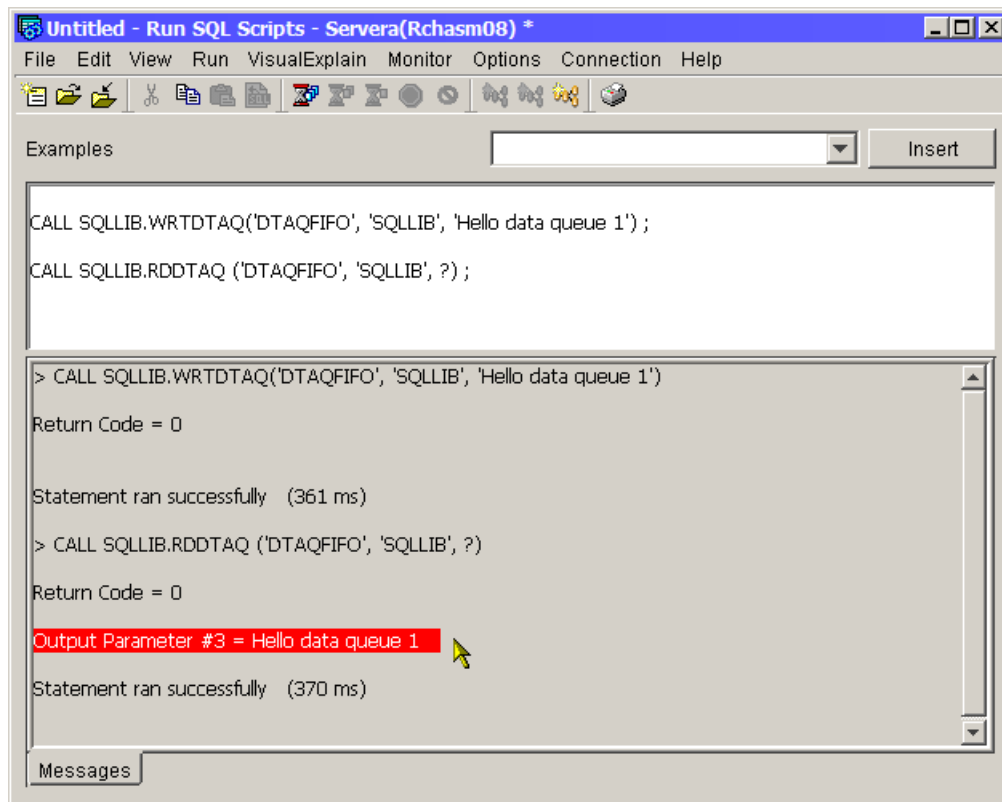 Untitled - Run SQL Scripts - Servera(Rchasm08) *
File Edit View Run VisualExplain Monitor Options Connection Help
Examples
Insert
CALL SQLLIB.WRTDTAQ('DTAQFIFO', 'SQLLIB', 'Hello data queue 1') ;
CALL SQLLIB.RDDTAQ ('DTAQFIFO', 'SQLLIB', ?) ;
> CALL SQLLIB.WRTDTAQ('DTAQFIFO', 'SQLLIB', 'Hello data queue 1')
Return Code = 0
Statement ran successfully (361 ms)
> CALL SQLLIB.RDDTAQ ('DTAQFIFO', 'SQLLIB', ?)
Return Code = 0
Output Parameter #3 = Hello data queue 1
Statement ran successfully (370 ms)
Messages